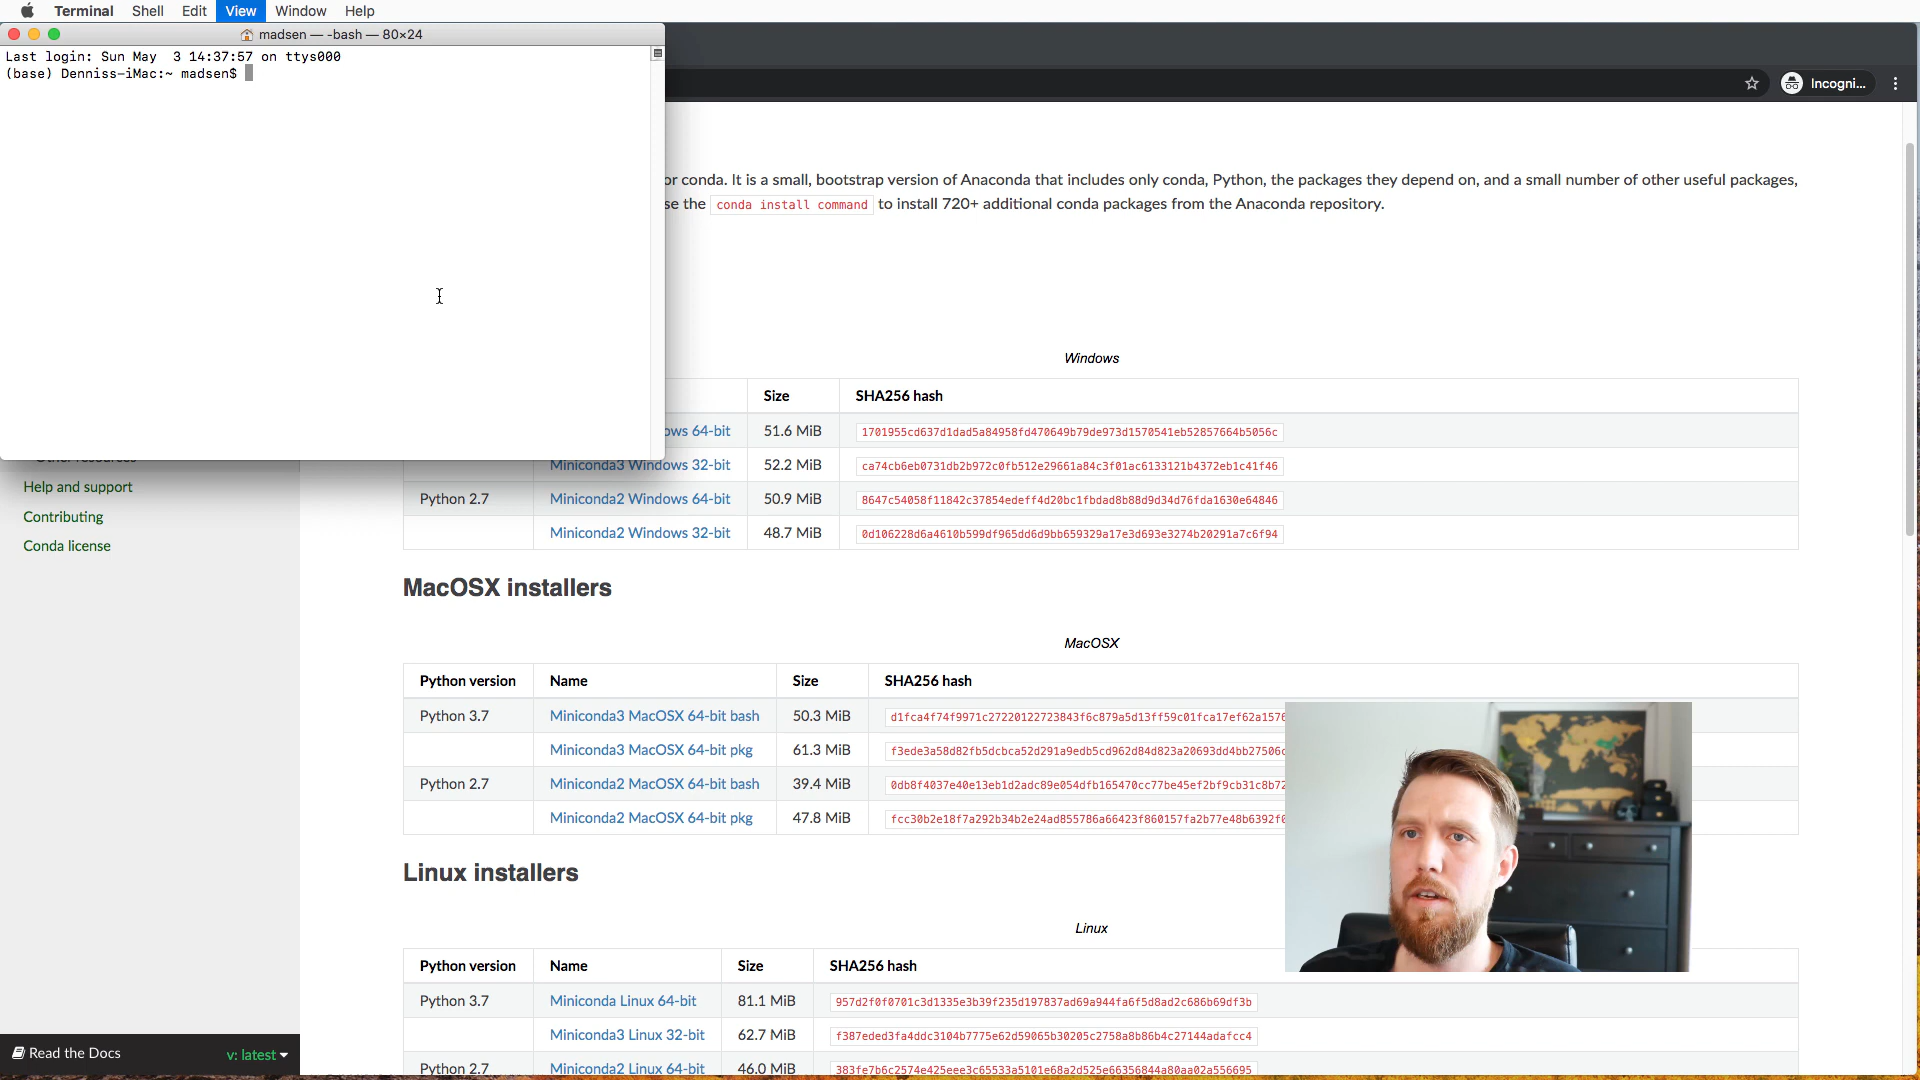 Terminal Shell Edit View Window Help
madsen — -bash — 80×24
Last login: Sun May  3 14:37:57 on ttys000
(base) Denniss-iMac:~ madsen$
Incogni...
or conda. It is a small, bootstrap version of Anaconda that includes only conda, Python, the packages they depend on, and a small number of other useful packages,
se the conda install command to install 720+ additional conda packages from the Anaconda repository.
Windows
Size SHA256 hash
ows 64-bit 51.6 MiB 1701955cd637d1dad5a84958fd470649b79de973d1570541eb52857664b5056c
Miniconda3 Windows 32-bit 52.2 MiB ca74cb6eb0731db2b972c0fb512e29661a84c3f01ac6133121b4372eb1c41f46
Python 2.7 Miniconda2 Windows 64-bit 50.9 MiB 8647c54058f11842c37854edeff4d20bc1fbdad8b88d9d34d76fda1630e64846
Miniconda2 Windows 32-bit 48.7 MiB 0d106228d6a4610b599df965dd6d9bb659329a17e3d693e3274b20291a7c6f94
Help and support
Contributing
Conda license
MacOSX installers
MacOSX
Python version Name Size SHA256 hash
Python 3.7 Miniconda3 MacOSX 64-bit bash 50.3 MiB d1fca4f74f9971c27220122723843f6c879a5d13ff59c01fca17ef62a1576
Miniconda3 MacOSX 64-bit pkg 61.3 MiB f3ede3a58d82fb5dcbca52d291a9edb5cd962d84d823a20693dd4bb27506
Python 2.7 Miniconda2 MacOSX 64-bit bash 39.4 MiB 0db8f4037e40e13eb1d2adc89e054dfb165470cc77be45ef2bf9cb31c8b72
Miniconda2 MacOSX 64-bit pkg 47.8 MiB fcc30b2e18f7a292b34b2e24ad855786a66423f860157fa2b77e48b6392f
Linux installers
Linux
Python version Name Size SHA256 hash
Python 3.7 Miniconda Linux 64-bit 81.1 MiB 957d2f0f0701c3d1335e3b39f235d197837ad69a944fa6f5d8ad2c686b69df3b
Miniconda3 Linux 32-bit 62.7 MiB f387eded3fa4ddc3104b7775e62d59065b30205c2758a8b86b4c27144adafcc4
Python 2.7 Miniconda2 Linux 64-bit 46.0 MiB 383fe7b6c2574e425eee3c65533a5101e68a2d525e66356844a80aa02a556695
Read the Docs v: latest